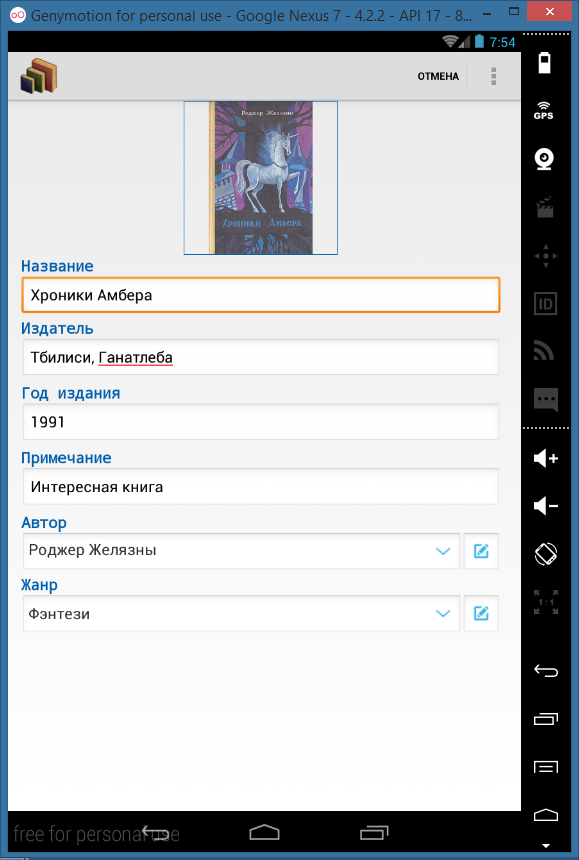 Genymotion for personal use - Google Nexus 7 - 4.2.2 - API 17 - 8...
7:54
ОТМЕНА
GPS
Роджер Желязны
ХРОНИКИ АМБЕРА
Название
Хроники Амбера
Издатель
Тбилиси, Ганатлеба
Год издания
1991
Примечание
Интересная книга
Автор
Роджер Желязны
Жанр
Фэнтези
ID
1:1
free for personal use